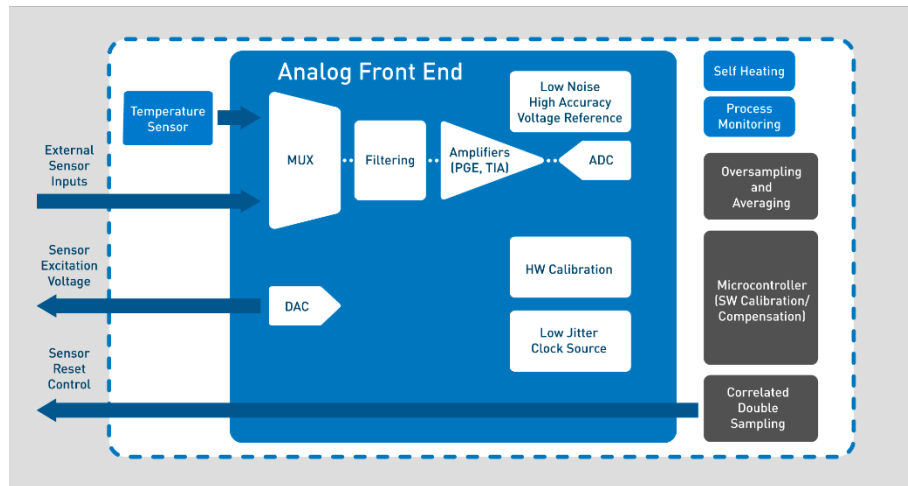 Analog Front End
Temperature
Sensor
External
Sensor
Inputs
MUX
Filtering
Amplifiers
(PGE, TIA)
Low Noise
High Accuracy
Voltage Reference
ADC
Self Heating
Process
Monitoring
Oversampling
and
Averaging
Sensor
Excitation
Voltage
DAC
HW Calibration
Low Jitter
Clock Source
Microcontroller
(SW Calibration/
Compensation)
Sensor
Reset
Control
Correlated
Double
Sampling